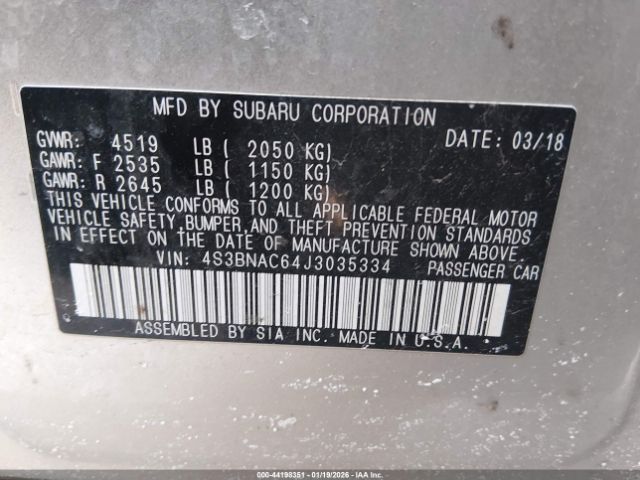 MFD BY SUBARU CORPORATION
GVWR: 4519 LB ( 2050 KG) DATE: 03/18
GAWR: F 2535 LB ( 1150 KG)
GAWR: R 2645 LB ( 1200 KG)
THIS VEHICLE CONFORMS TO ALL APPLICABLE FEDERAL MOTOR
VEHICLE SAFETY, BUMPER, AND THEFT PREVENTION STANDARDS
IN EFFECT ON THE DATE OF MANUFACTURE SHOWN ABOVE.
VIN: 4S3BNAC64J3035334 PASSENGER CAR
ASSEMBLED BY SIA INC. MADE IN U.S.A.
000-44198351 - 01/19/2026 - IAAI.COM